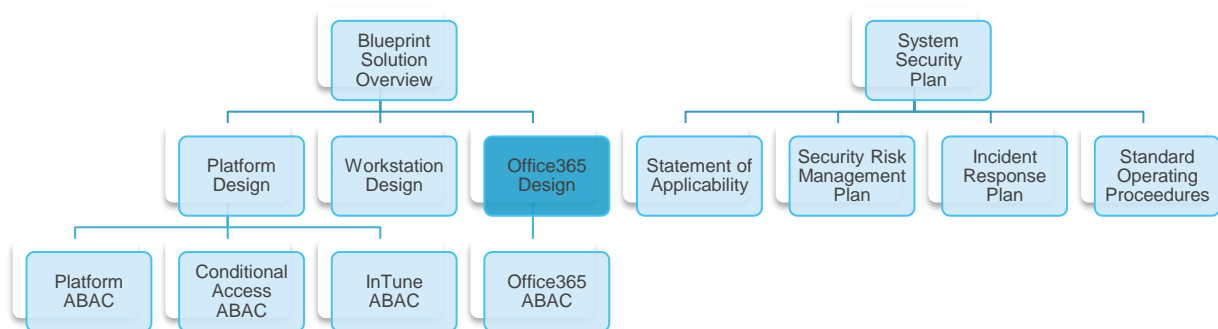 Blueprint
Solution
Overview
System
Security
Plan
Platform
Design
Workstation
Design
Office365
Design
Statement of
Applicability
Security Risk
Management
Plan
Incident
Response
Plan
Standard
Operating
Proceedures
Platform
ABAC
Conditional
Access
ABAC
InTune
ABAC
Office365
ABAC